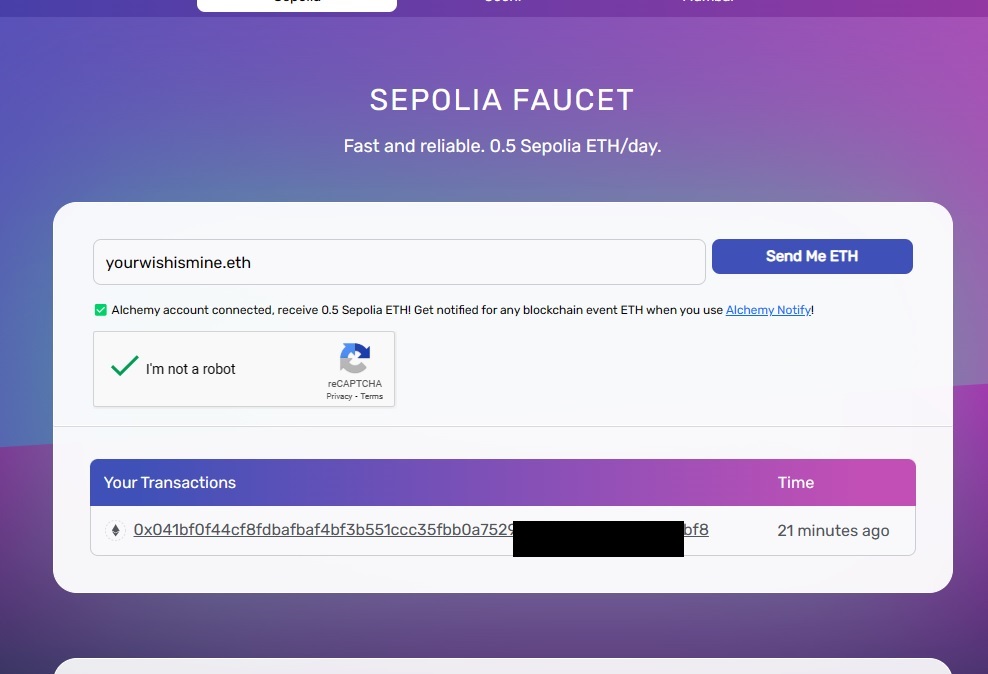 SEPOLIA FAUCET
Fast and reliable. 0.5 Sepolia ETH/day.
yourwishismine.eth
Send Me ETH
Alchemy account connected, receive 0.5 Sepolia ETH! Get notified for any blockchain event ETH when you use Alchemy Notify!
I'm not a robot
reCAPTCHA
Privacy - Terms
Your Transactions Time
0x041bf0f44cf8fdbafbaf4bf3b551ccc35fbb0a7529 bf8 21 minutes ago